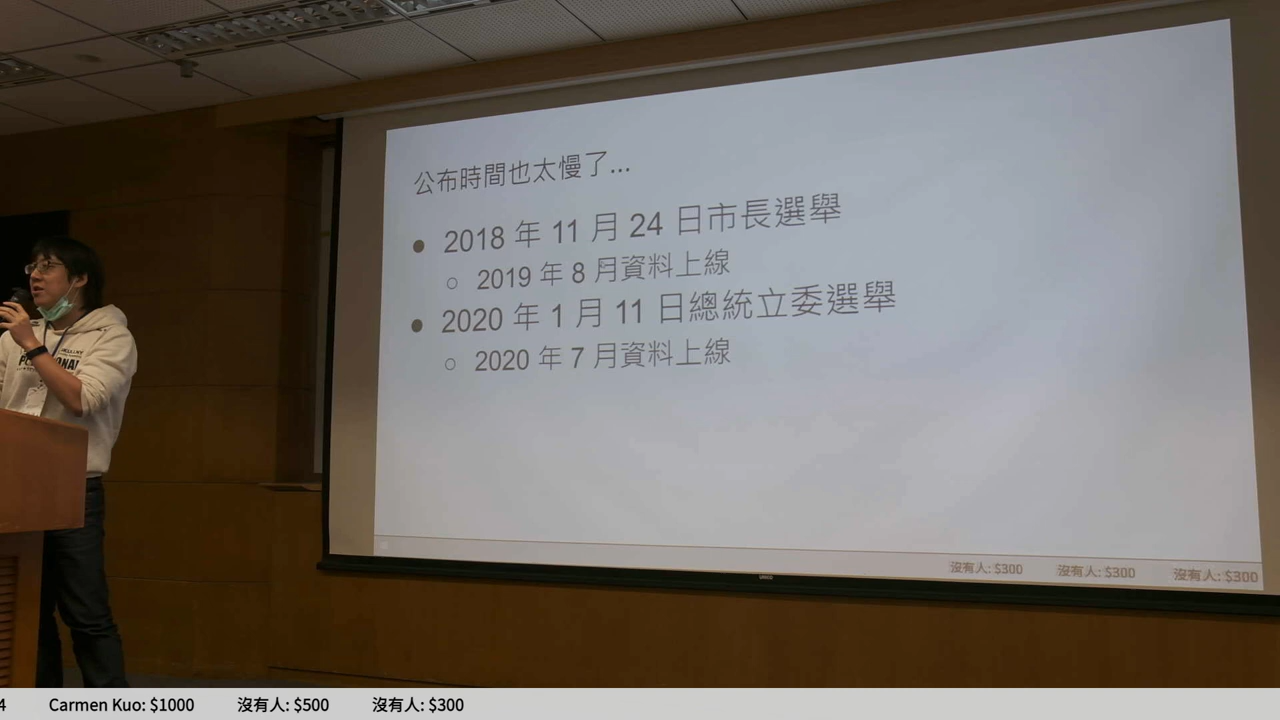 公布時間也太慢了...
● 2018 年 11 月 24 日市長選舉
○ 2019 年 8 月資料上線
● 2020 年 1 月 11 日總統立委選舉
○ 2020 年 7 月資料上線
沒有人: $300 沒有人: $300 沒有人: $300
4 Carmen Kuo: $1000 沒有人: $500 沒有人: $300